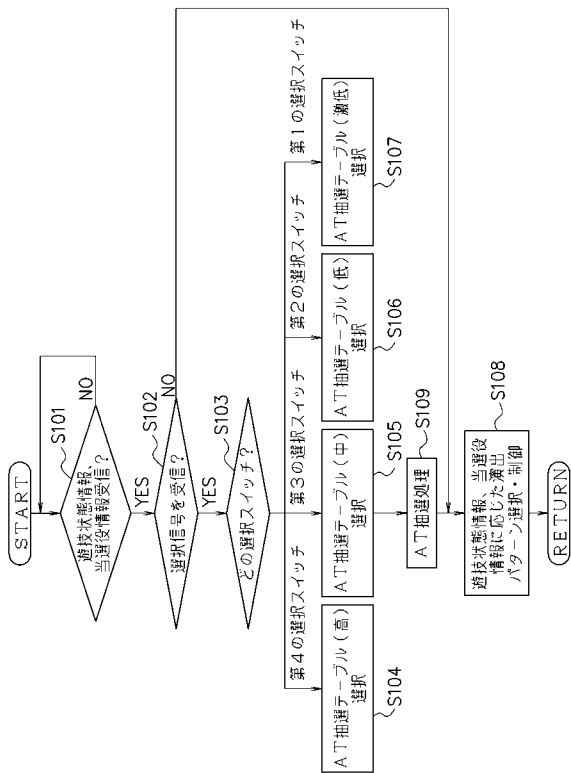 START
遊技状態情報、
当選役情報受信?
S101
NO
YES
選択信号を受信?
S102
NO
YES
どの選択スイッチ?
S103
第4の選択スイッチ
第3の選択スイッチ
第2の選択スイッチ
第1の選択スイッチ
AT抽選テーブル(高)
選択
S104
AT抽選テーブル(中)
選択
S105
AT抽選テーブル(低)
選択
S106
AT抽選テーブル(激低)
選択
S107
AT抽選処理
S109
遊技状態情報、当選役
情報に応じた演出
パターン選択・制御
S108
RETURN